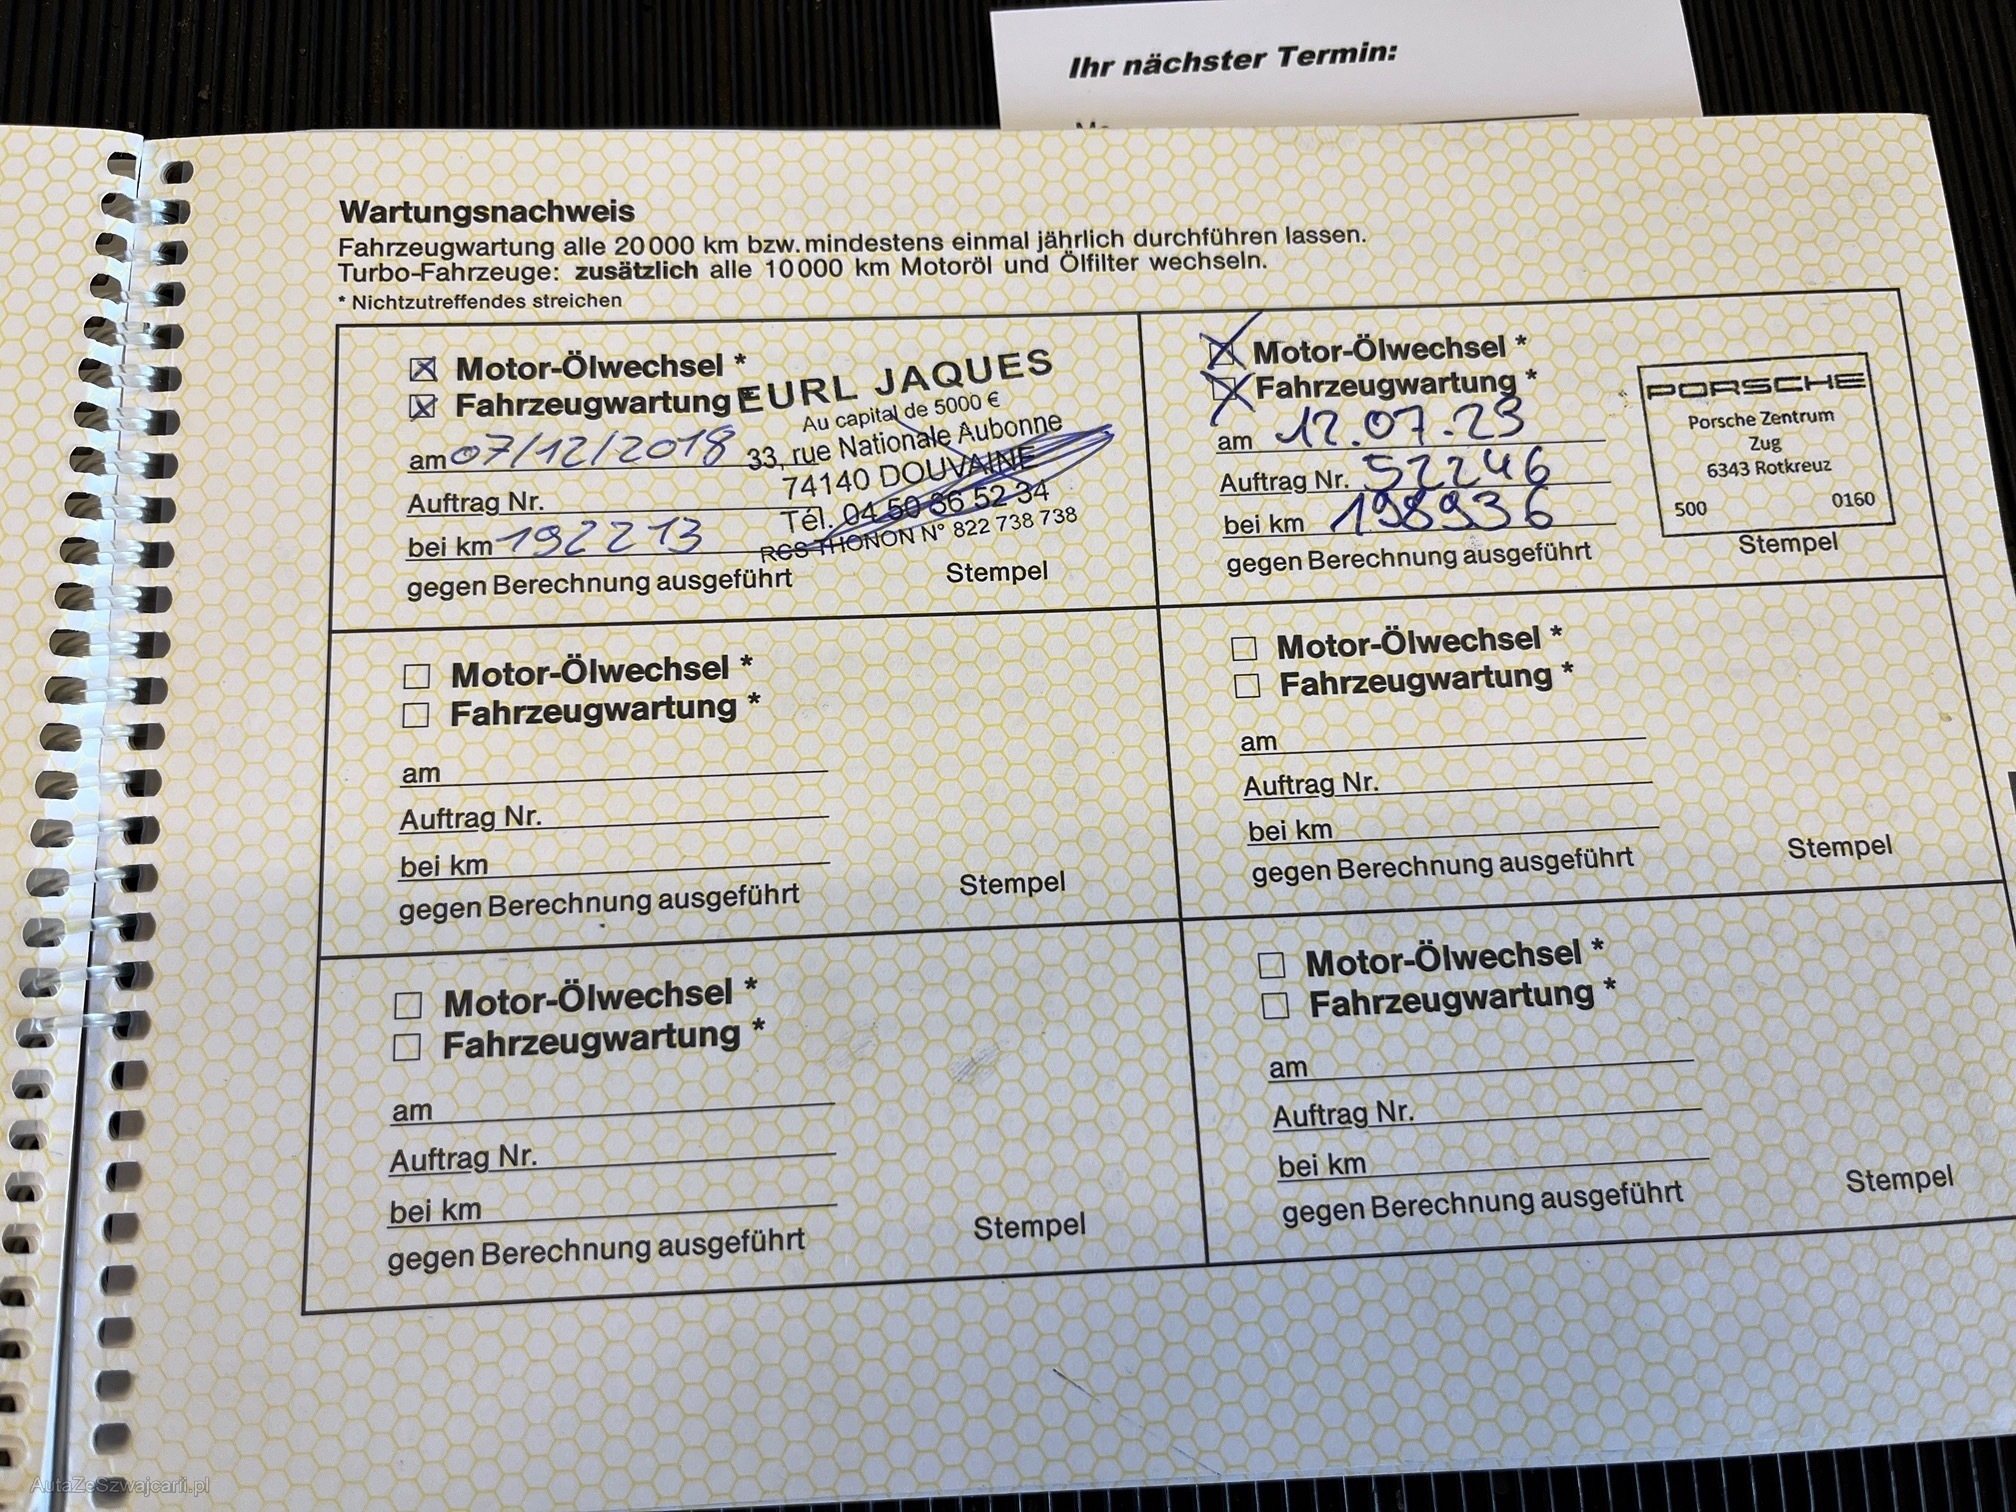 Ihr nächster Termin:
Wartungsnachweis
Fahrzeugwartung alle 20 000 km bzw. mindestens einmal jährlich durchführen lassen.
Turbo-Fahrzeuge: zusätzlich alle 10 000 km Motoröl und Ölfilter wechseln.
* Nichtzutreffendes streichen
Motor-Ölwechsel *
Fahrzeugwartung *
am 07/12/2018
Auftrag Nr.
bei km 192213
gegen Berechnung ausgeführt
EURL JAQUES
Au capital de 5000 €
33, rue Nationale Aubonne
74140 DOUVAINE
Tél. 04 50 36 52 34
RCS THONON N° 822 738 738
Stempel
Motor-Ölwechsel *
Fahrzeugwartung *
am 12.07.23
Auftrag Nr. 52246
bei km 198936
gegen Berechnung ausgeführt
PORSCHE
Porsche Zentrum
Zug
6343 Rotkreuz
500 0160
Stempel
Motor-Ölwechsel *
Fahrzeugwartung *
am
Auftrag Nr.
bei km
gegen Berechnung ausgeführt
Stempel
Motor-Ölwechsel *
Fahrzeugwartung *
am
Auftrag Nr.
bei km
gegen Berechnung ausgeführt
Stempel
Motor-Ölwechsel *
Fahrzeugwartung *
am
Auftrag Nr.
bei km
gegen Berechnung ausgeführt
Stempel
Motor-Ölwechsel *
Fahrzeugwartung *
am
Auftrag Nr.
bei km
gegen Berechnung ausgeführt
Stempel
AutaZeSzwajcarii.pl